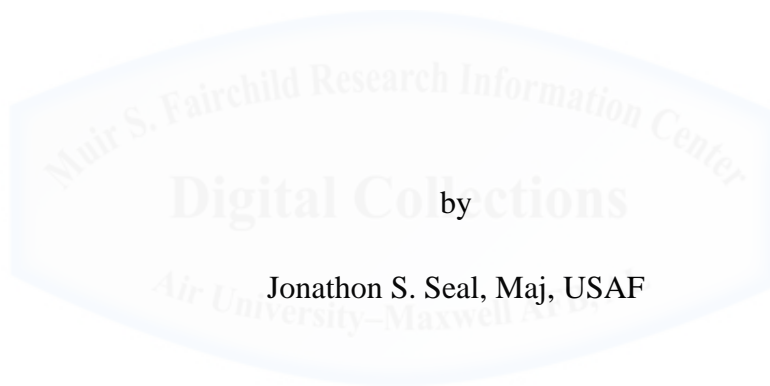 Muir S. Fairchild Research Information Center
Digital Collections
by
Jonathon S. Seal, Maj, USAF
Air University–Maxwell AFB,